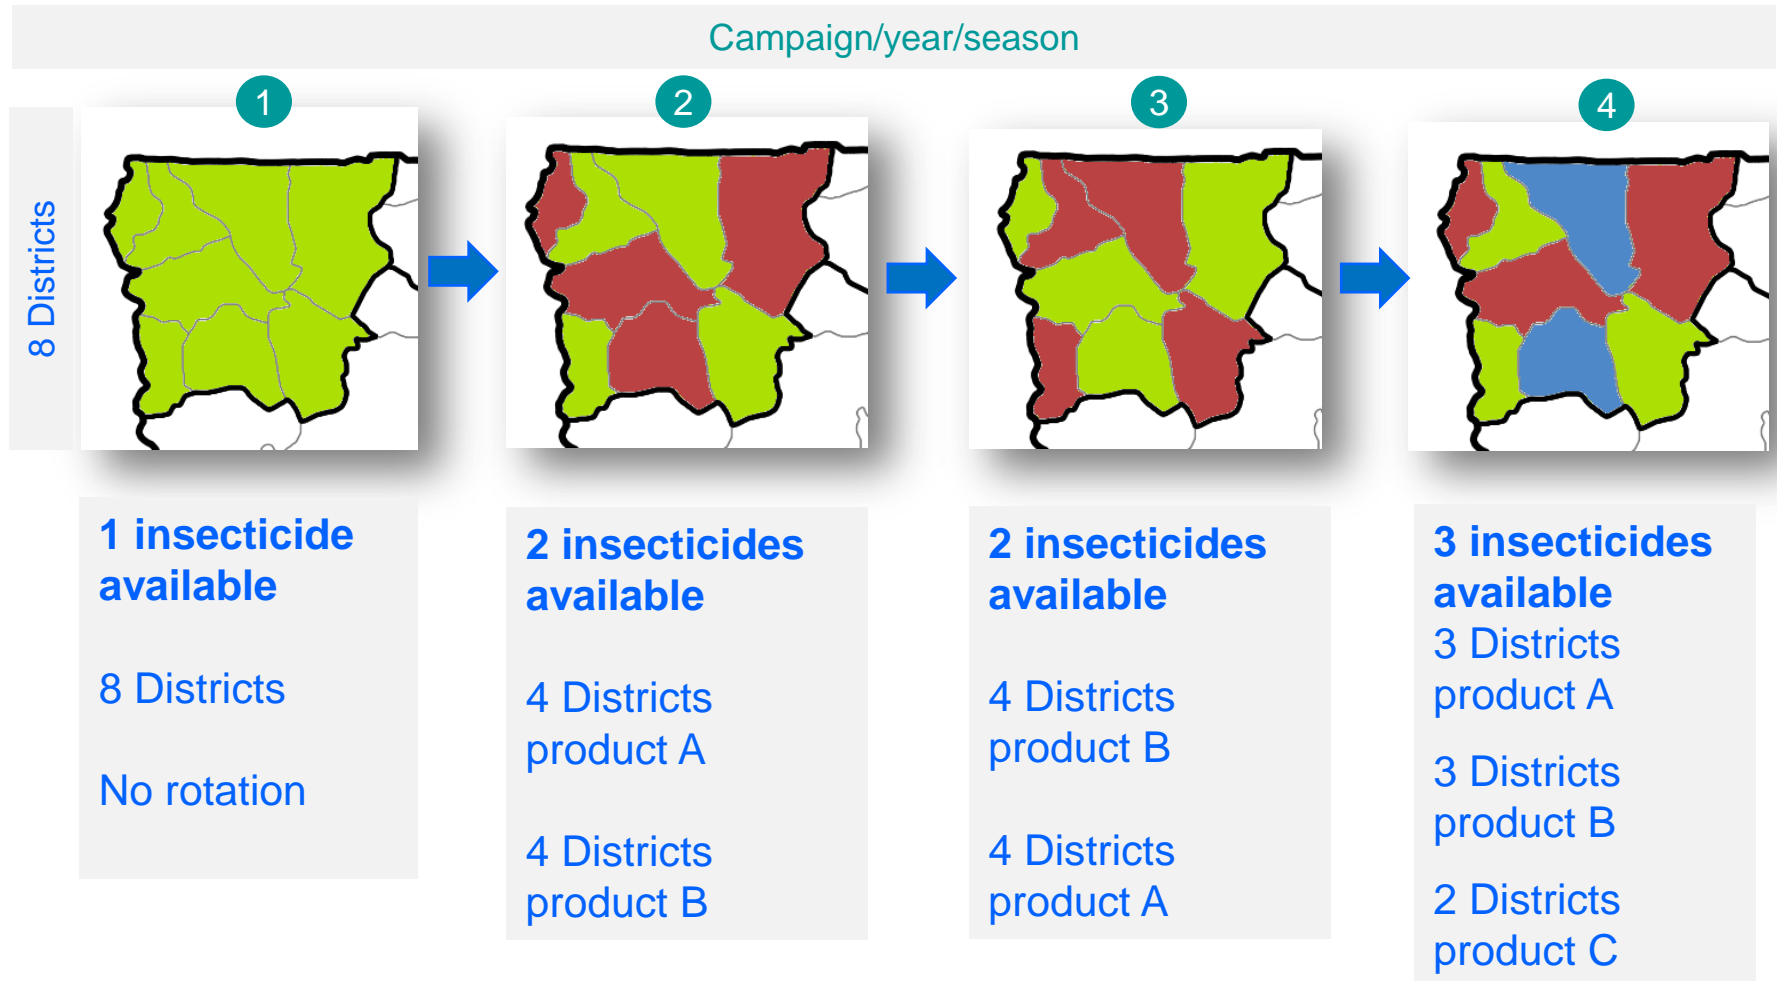 Campaign/year/season
8 Districts
1
2
3
4
1 insecticide
available
8 Districts
No rotation
2 insecticides
available
4 Districts
product A
4 Districts
product B
2 insecticides
available
4 Districts
product B
4 Districts
product A
3 insecticides
available
3 Districts
product A
3 Districts
product B
2 Districts
product C